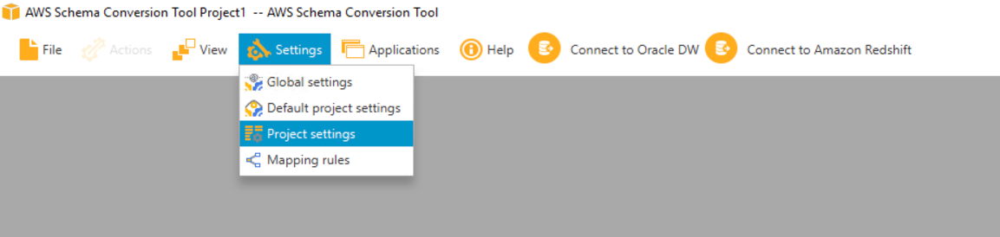 AWS Schema Conversion Tool Project1 -- AWS Schema Conversion Tool
File Actions View Settings Applications Help Connect to Oracle DW Connect to Amazon Redshift
Global settings
Default project settings
Project settings
Mapping rules